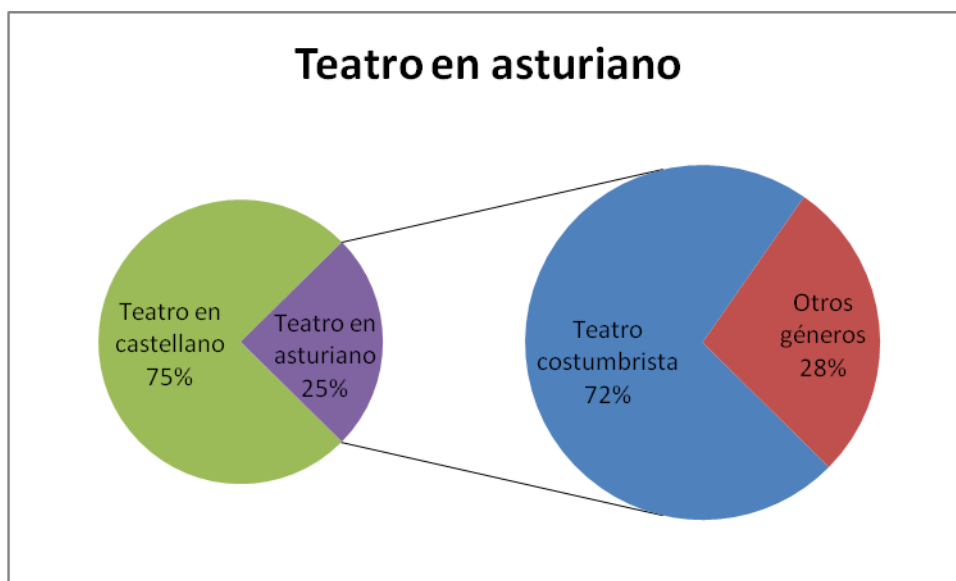 Teatro en asturiano
Teatro en
castellano
75%
Teatro en
asturiano
25%
Teatro
costumbrista
72%
Otros
géneros
28%